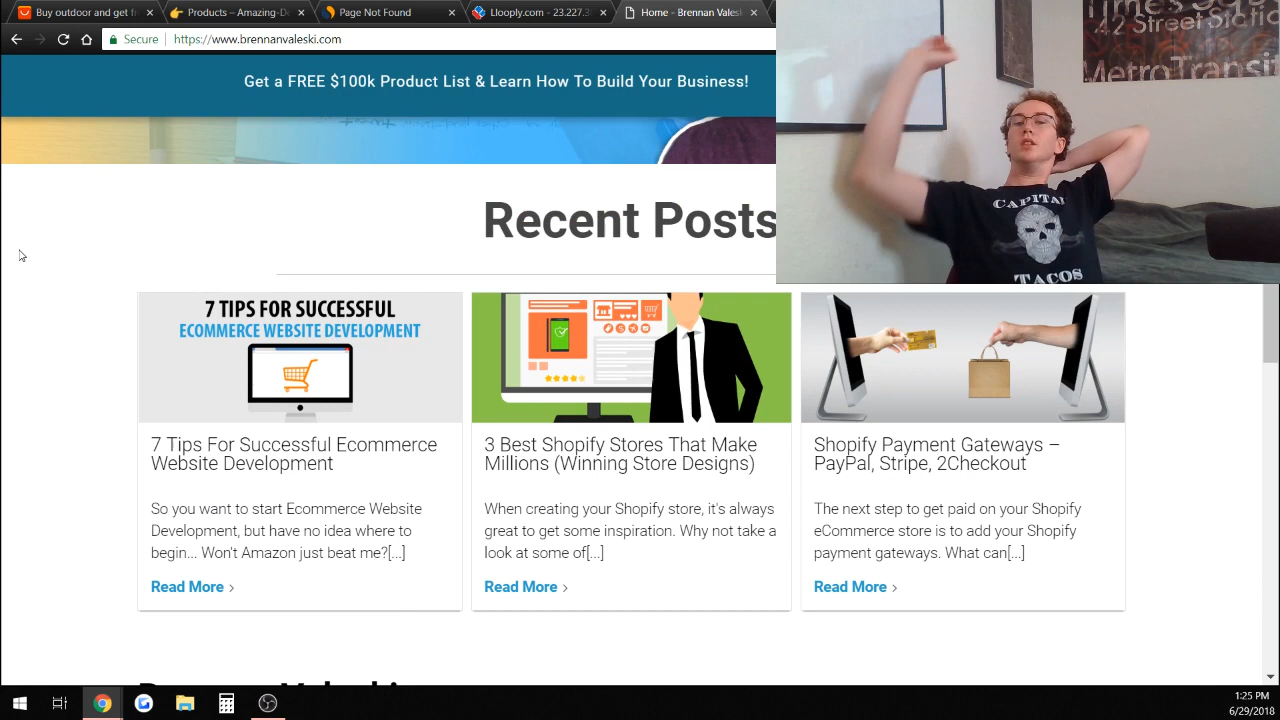 Buy outdoor and get f
Products – Amazing-D
Page Not Found
Llooply.com - 23.227.3
Home - Brennan Valeski
Secure
https://www.brennanvaleski.com
Get a FREE $100k Product List & Learn How To Build Your Business!
Times Sq
42 Street Static
Metro Transit
CAPITAL
TACOS
Recent Posts
7 TIPS FOR SUCCESSFUL
ECOMMERCE WEBSITE DEVELOPMENT
7 Tips For Successful Ecommerce
Website Development
So you want to start Ecommerce Website
Development, but have no idea where to
begin... Won't Amazon just beat me?[...]
Read More
3 Best Shopify Stores That Make
Millions (Winning Store Designs)
When creating your Shopify store, it's always
great to get some inspiration. Why not take a
look at some of[...]
Read More
Shopify Payment Gateways –
PayPal, Stripe, 2Checkout
The next step to get paid on your Shopify
eCommerce store is to add your Shopify
payment gateways. What can[...]
Read More
1:25 PM
6/29/2018